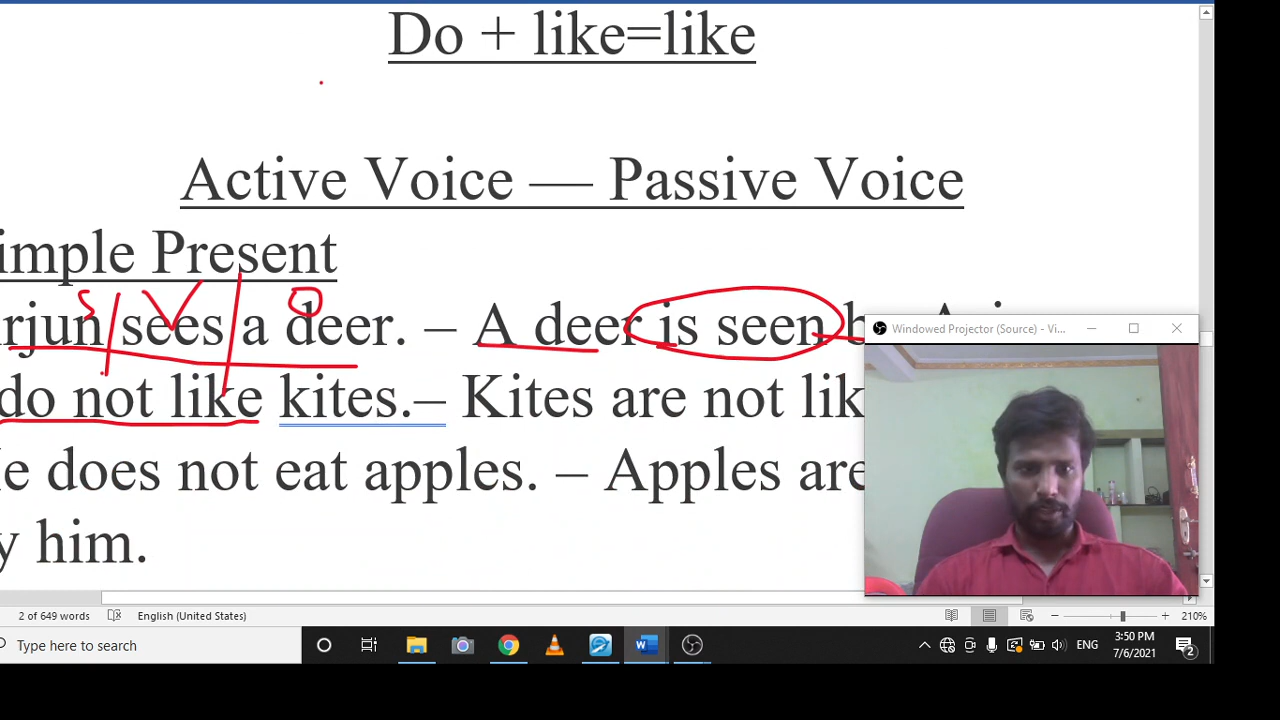 Do + like=like
Active Voice — Passive Voice
imple Present
S V O
rjun sees a deer. – A deer is seen
do not like kites.– Kites are not lik
Windowed Projector (Source) - Vi...
e does not eat apples. – Apples are
y him.
2 of 649 words English (United States) 210%
Type here to search ENG 3:50 PM
7/6/2021
2